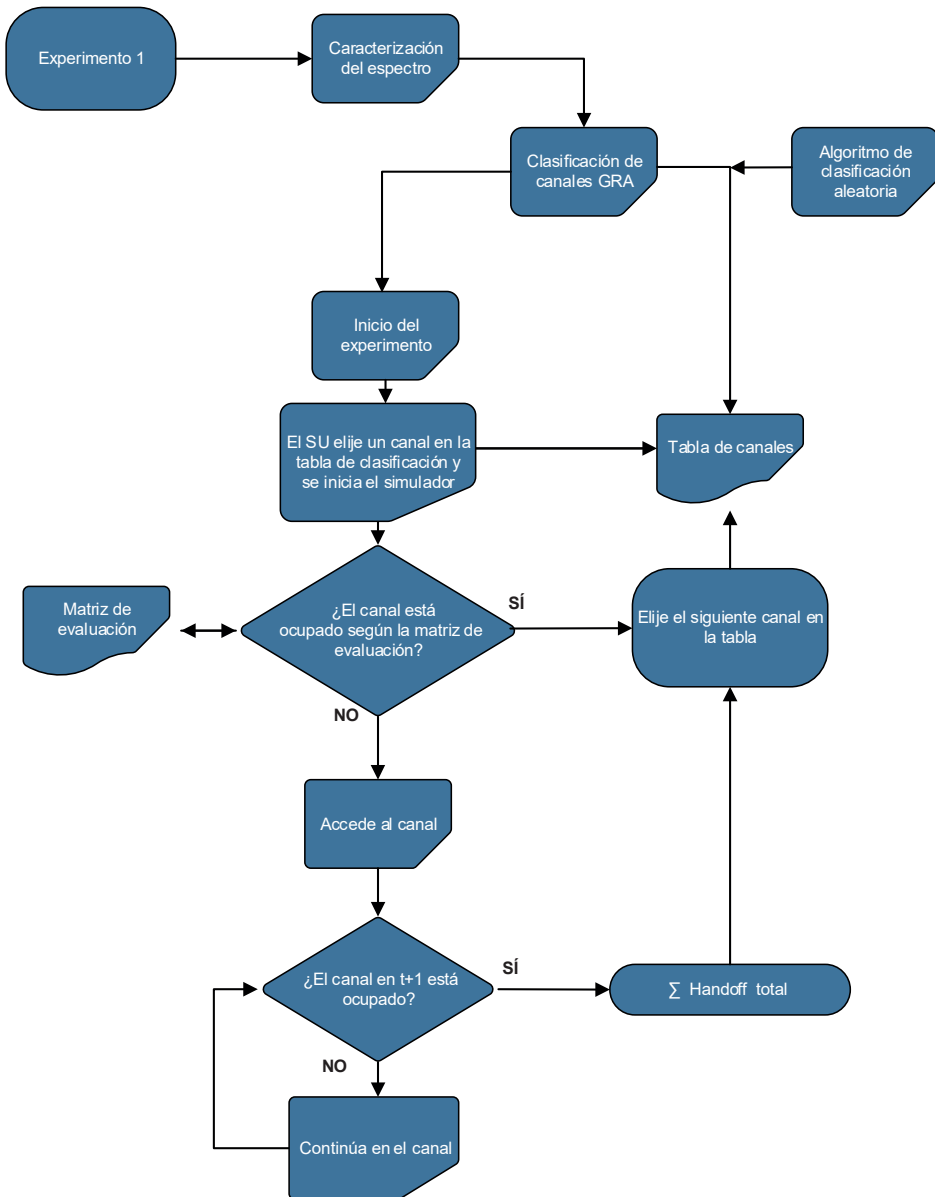 Experimento 1
Caracterización
del espectro
Clasificación de
canales GRA
Algoritmo de
clasificación
aleatoria
Inicio del
experimento
El SU elije un canal en la
tabla de clasificación y
se inicia el simulador
Tabla de canales
Matriz de
evaluación
¿El canal está
ocupado según la matriz de
evaluación?
SÍ
Elije el siguiente canal en
la tabla
NO
Accede al canal
¿El canal en t+1 está
ocupado?
SÍ
∑ Handoff total
NO
Continúa en el canal